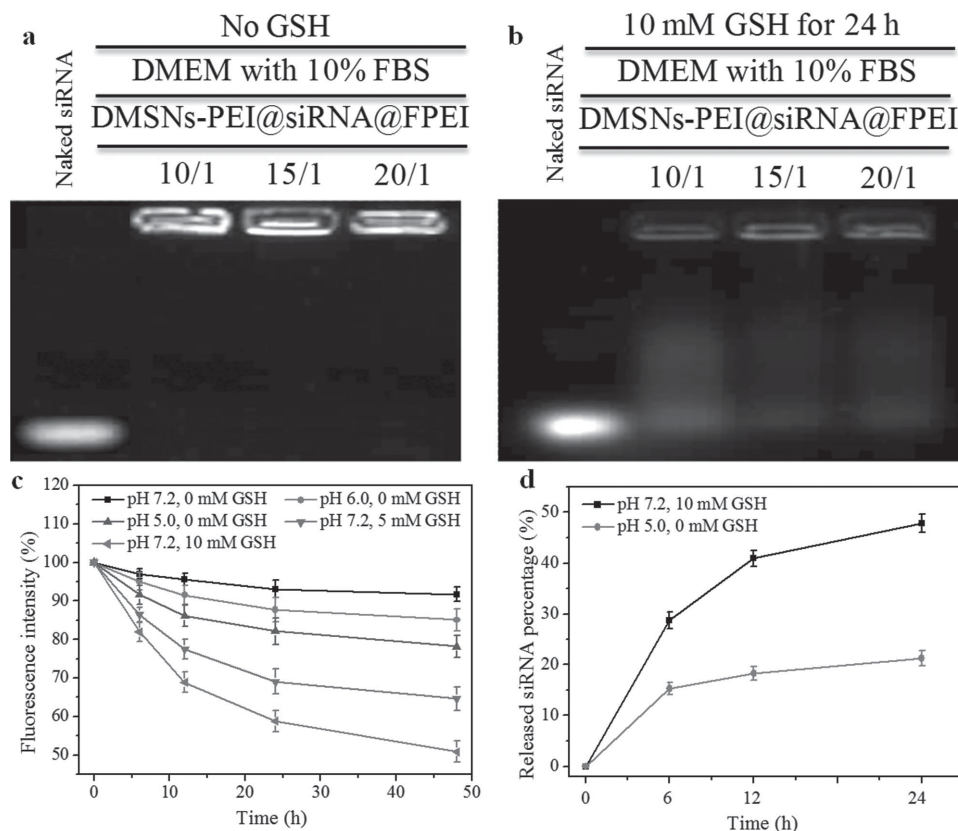 a
No GSH
DMEM with 10% FBS
DMSNs-PEI@siRNA@FPEI
Naked siRNA
10/1 15/1 20/1
b
10 mM GSH for 24 h
DMEM with 10% FBS
DMSNs-PEI@siRNA@FPEI
Naked siRNA
10/1 15/1 20/1
c
pH 7.2, 0 mM GSH
pH 6.0, 0 mM GSH
pH 5.0, 0 mM GSH
pH 7.2, 5 mM GSH
pH 7.2, 10 mM GSH
Fluorescence intensity (%)
120
110
100
90
80
70
60
50
0 10 20 30 40 50
Time (h)
d
pH 7.2, 10 mM GSH
pH 5.0, 0 mM GSH
Released siRNA percentage (%)
50
40
30
20
10
0
0 6 12 24
Time (h)